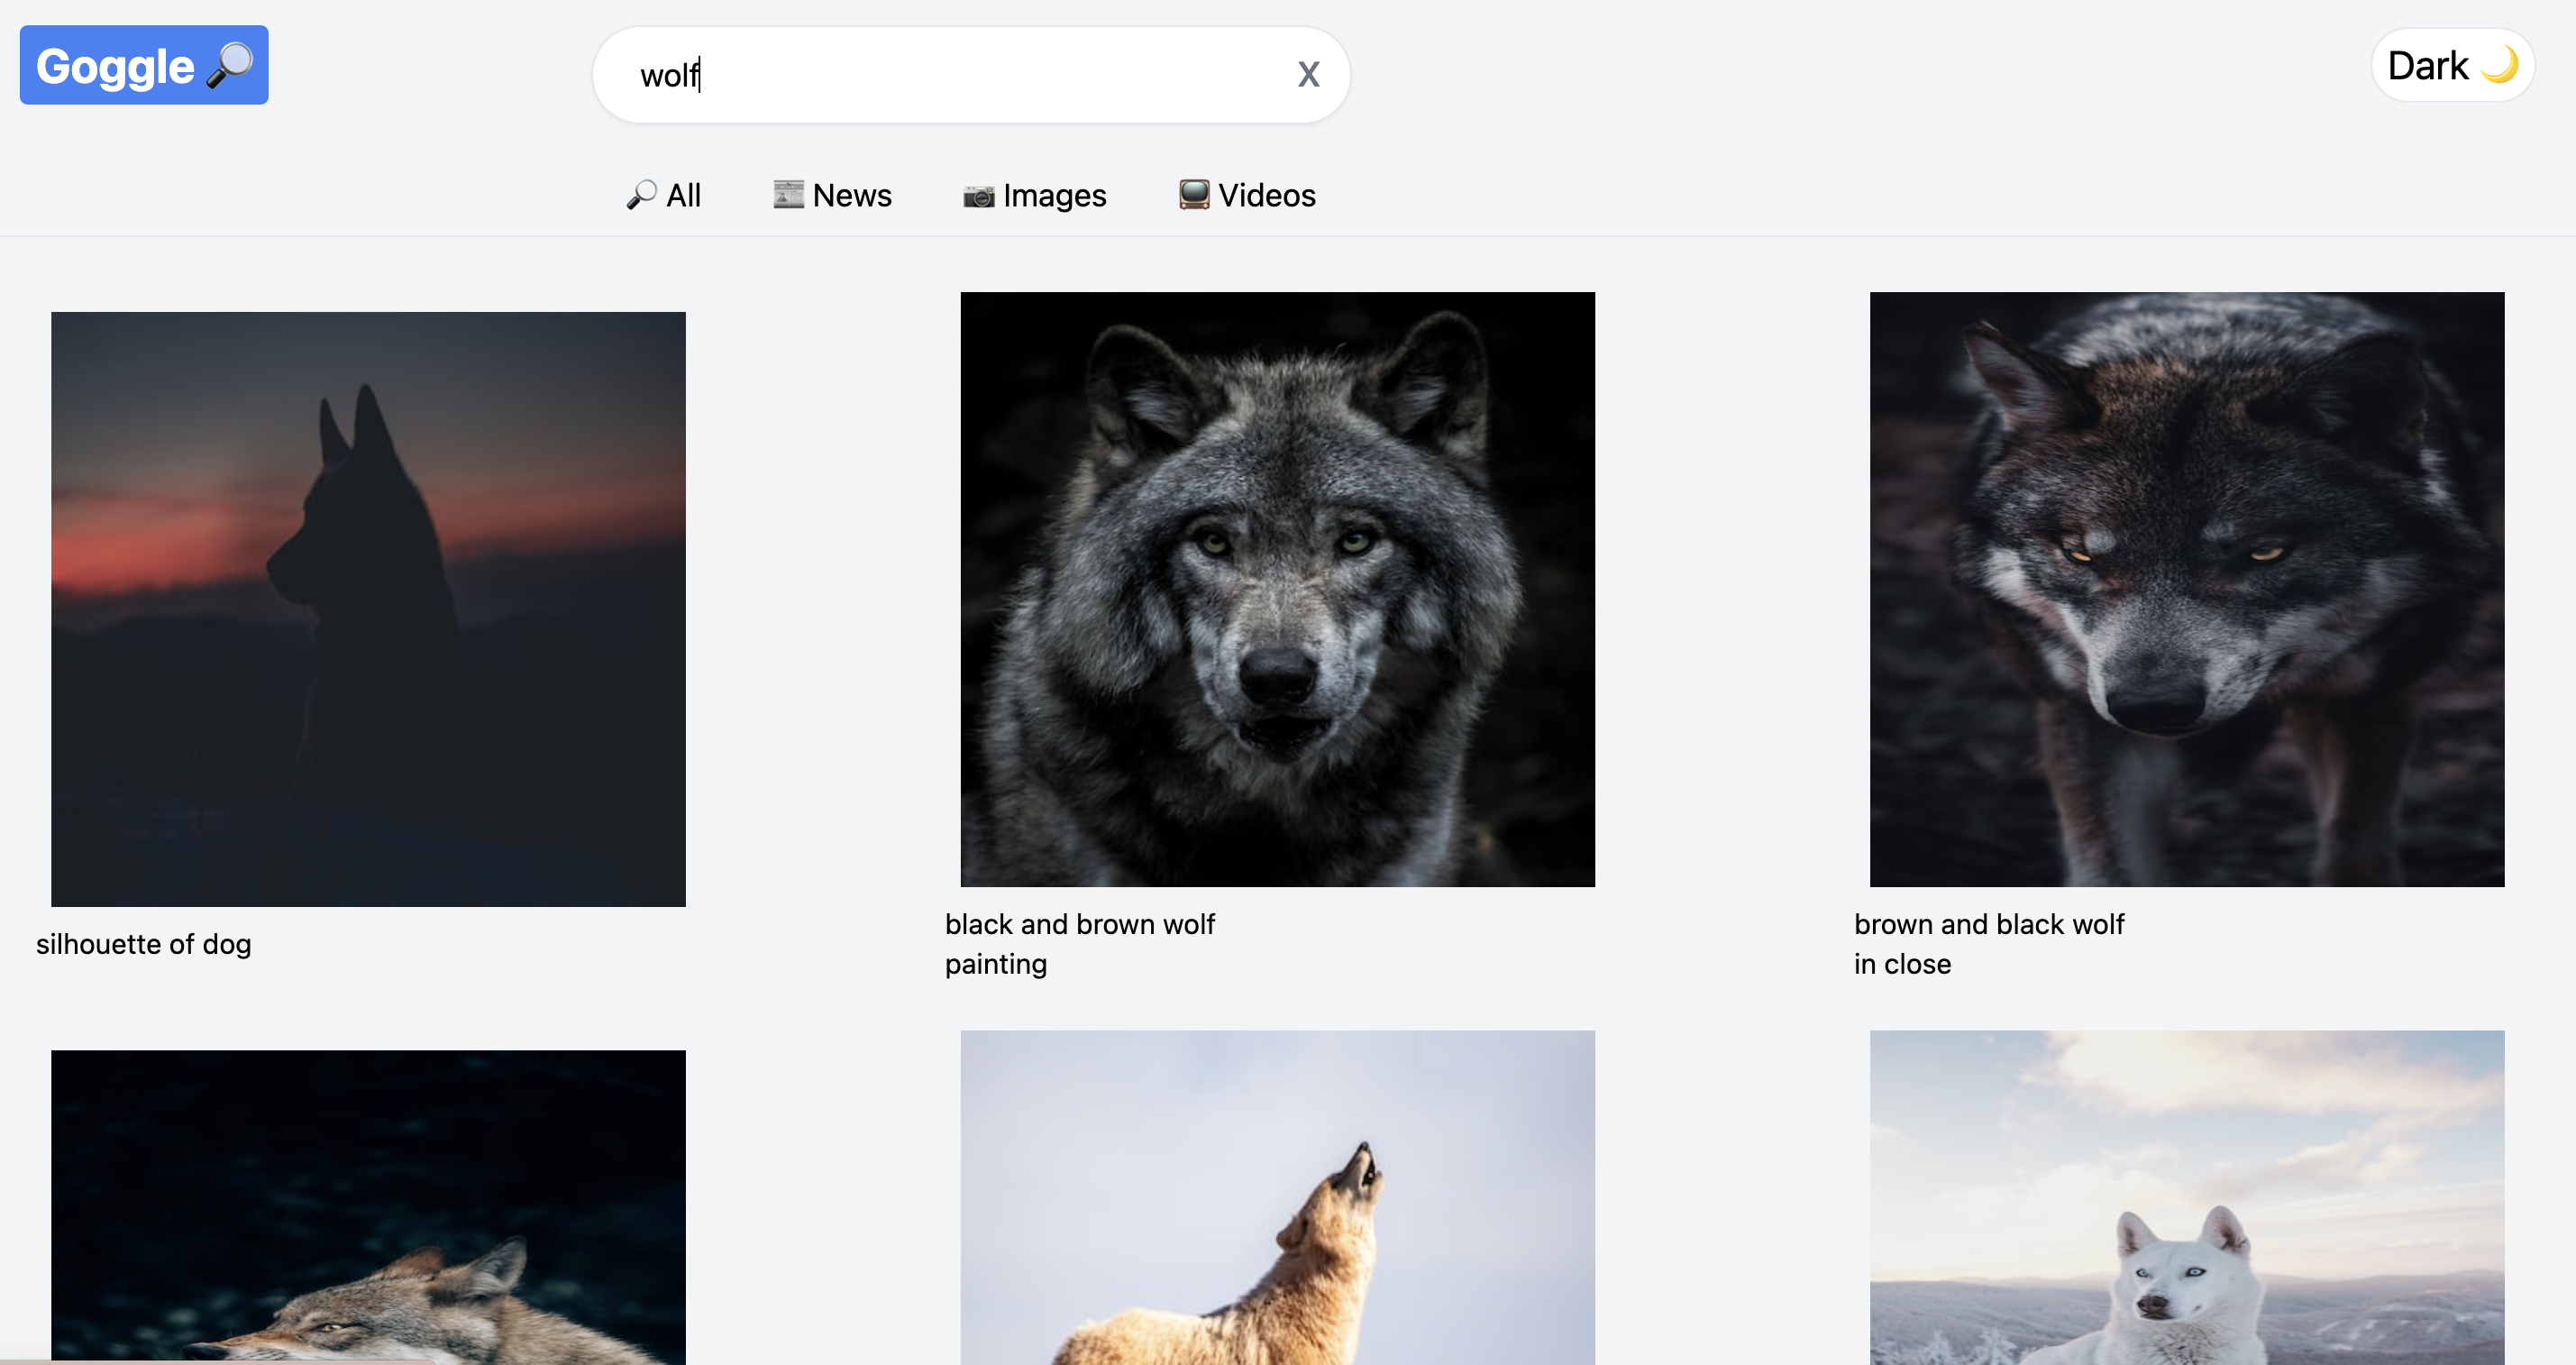 Goggle 🔎
wolf
X
Dark 🌙
🔎 All
📰 News
📷 Images
📺 Videos
silhouette of dog
black and brown wolf
painting
brown and black wolf
in close